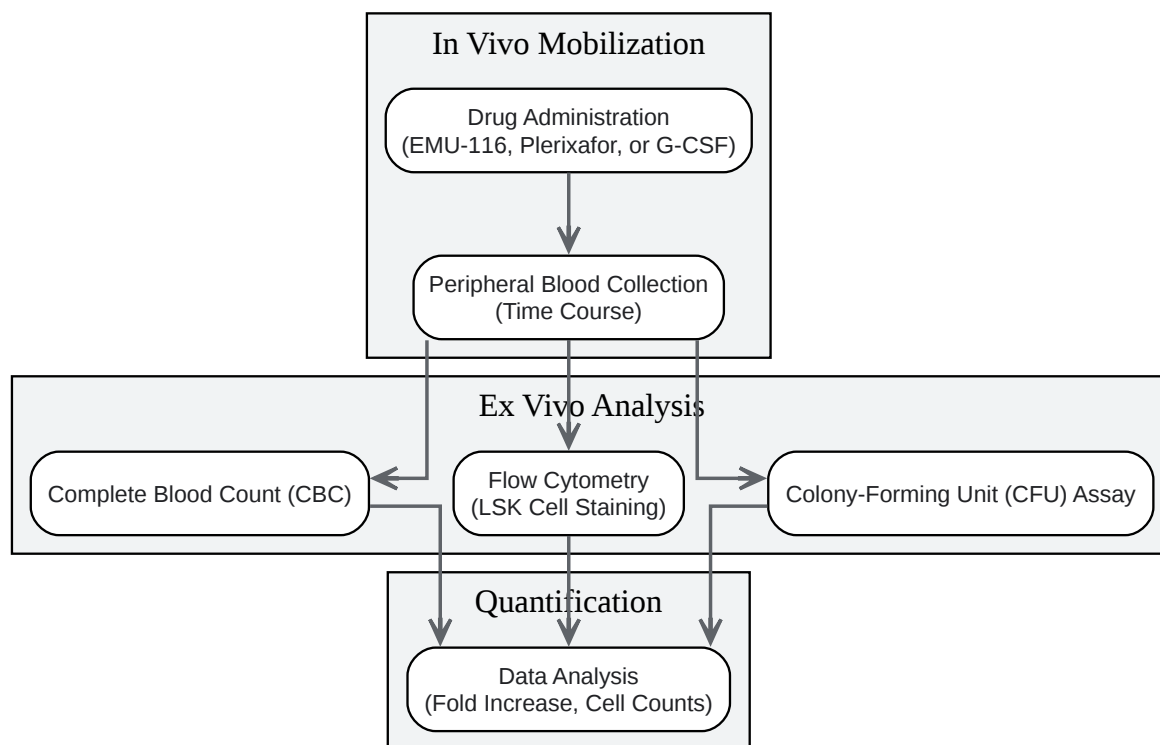 In Vivo Mobilization
Drug Administration
(EMU-116, Plerixafor, or G-CSF)
Peripheral Blood Collection
(Time Course)
Ex Vivo Analysis
Complete Blood Count (CBC)
Flow Cytometry
(LSK Cell Staining)
Colony-Forming Unit (CFU) Assay
Quantification
Data Analysis
(Fold Increase, Cell Counts)